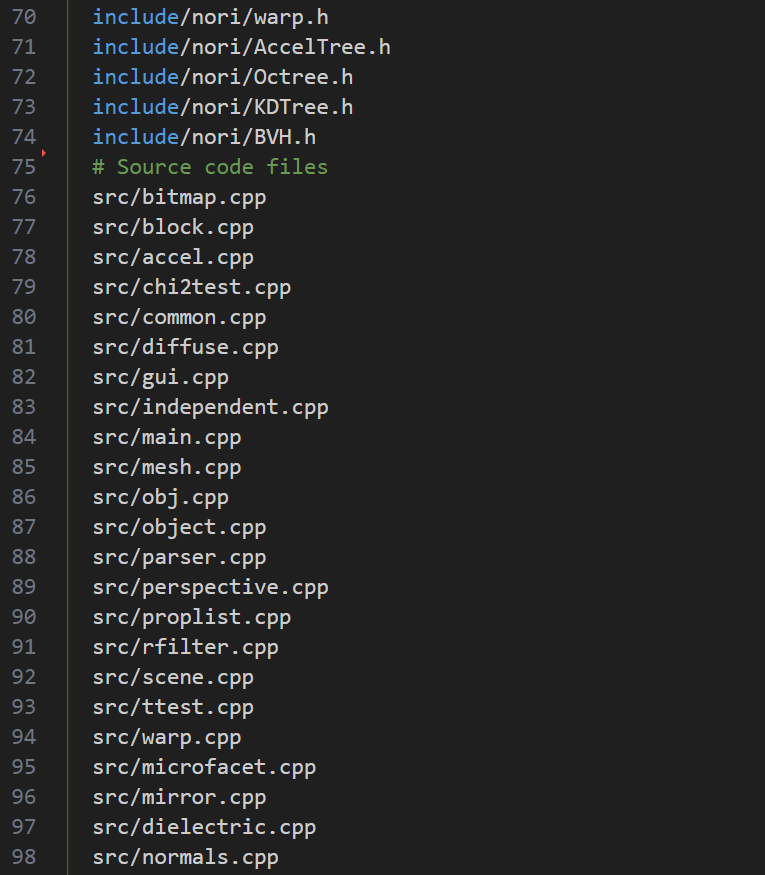 70 include/nori/warp.h
71 include/nori/AccelTree.h
72 include/nori/Octree.h
73 include/nori/KDTree.h
74 include/nori/BVH.h
75 # Source code files
76 src/bitmap.cpp
77 src/block.cpp
78 src/accel.cpp
79 src/chi2test.cpp
80 src/common.cpp
81 src/diffuse.cpp
82 src/gui.cpp
83 src/independent.cpp
84 src/main.cpp
85 src/mesh.cpp
86 src/obj.cpp
87 src/object.cpp
88 src/parser.cpp
89 src/perspective.cpp
90 src/proplist.cpp
91 src/rfilter.cpp
92 src/scene.cpp
93 src/ttest.cpp
94 src/warp.cpp
95 src/microfacet.cpp
96 src/mirror.cpp
97 src/dielectric.cpp
98 src/normals.cpp